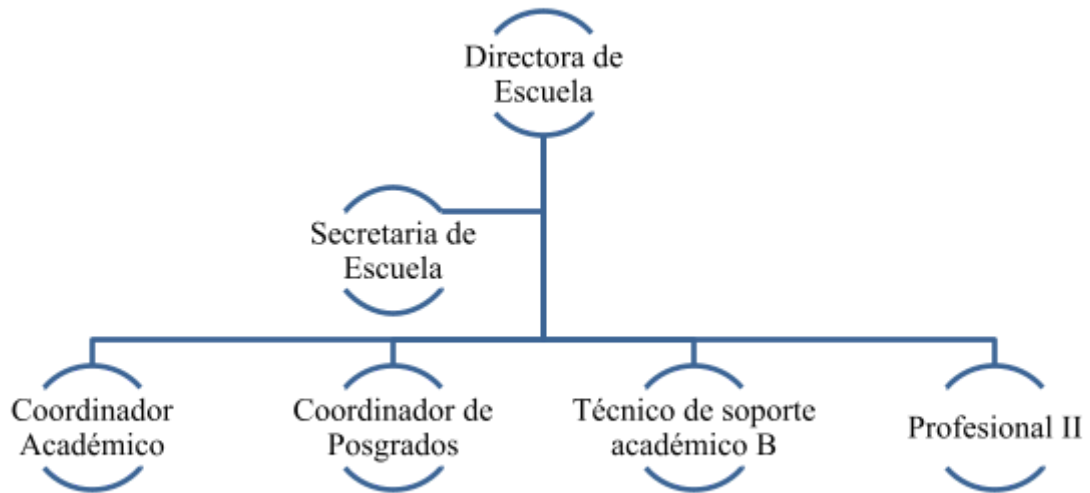 Directora de
Escuela
Secretaria de
Escuela
Coordinador
Académico
Coordinador de
Posgrados
Técnico de soporte
académico B
Profesional II